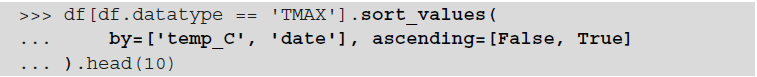 >>> df[df.datatype == 'TMAX'].sort_values(
...     by=['temp_C', 'date'], ascending=[False, True]
... ).head(10)